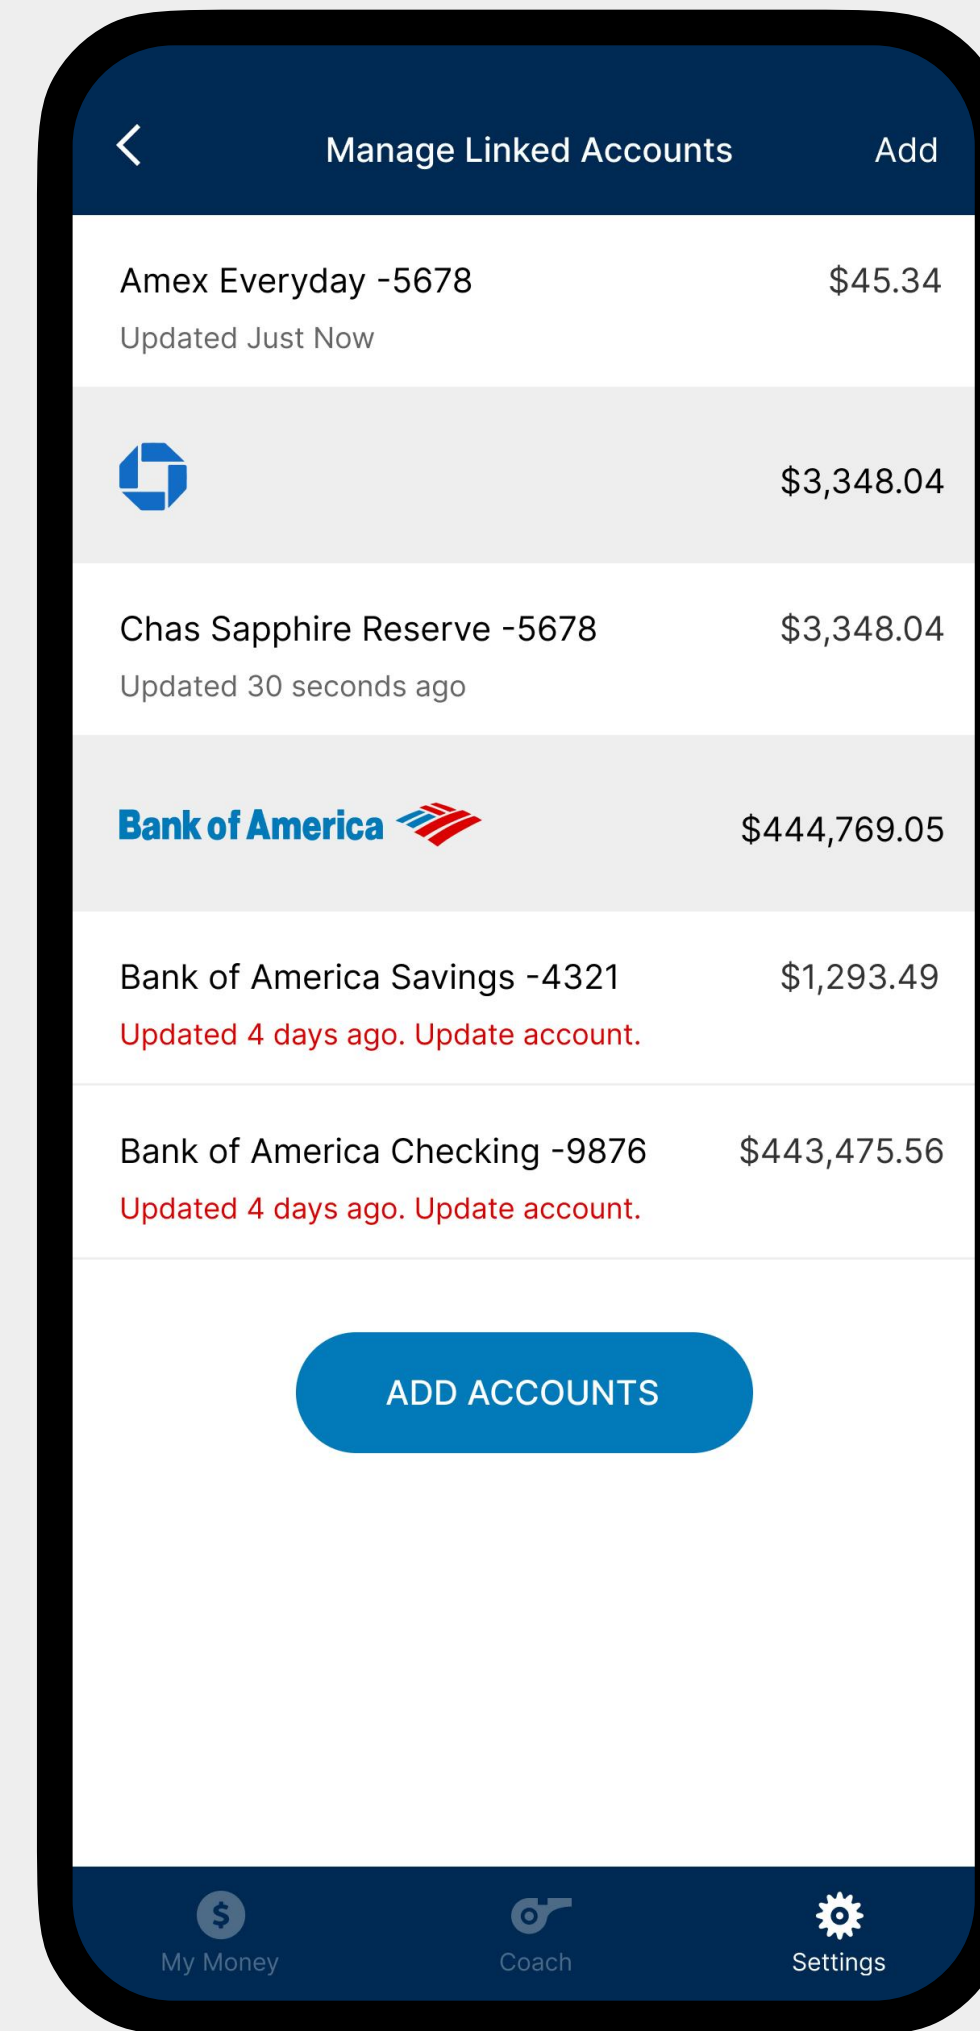 Manage Linked Accounts Add
Amex Everyday -5678 $45.34
Updated Just Now
$3,348.04
Chas Sapphire Reserve -5678 $3,348.04
Updated 30 seconds ago
Bank of America $444,769.05
Bank of America Savings -4321 $1,293.49
Updated 4 days ago. Update account.
Bank of America Checking -9876 $443,475.56
Updated 4 days ago. Update account.
ADD ACCOUNTS
$
My Money Coach Settings